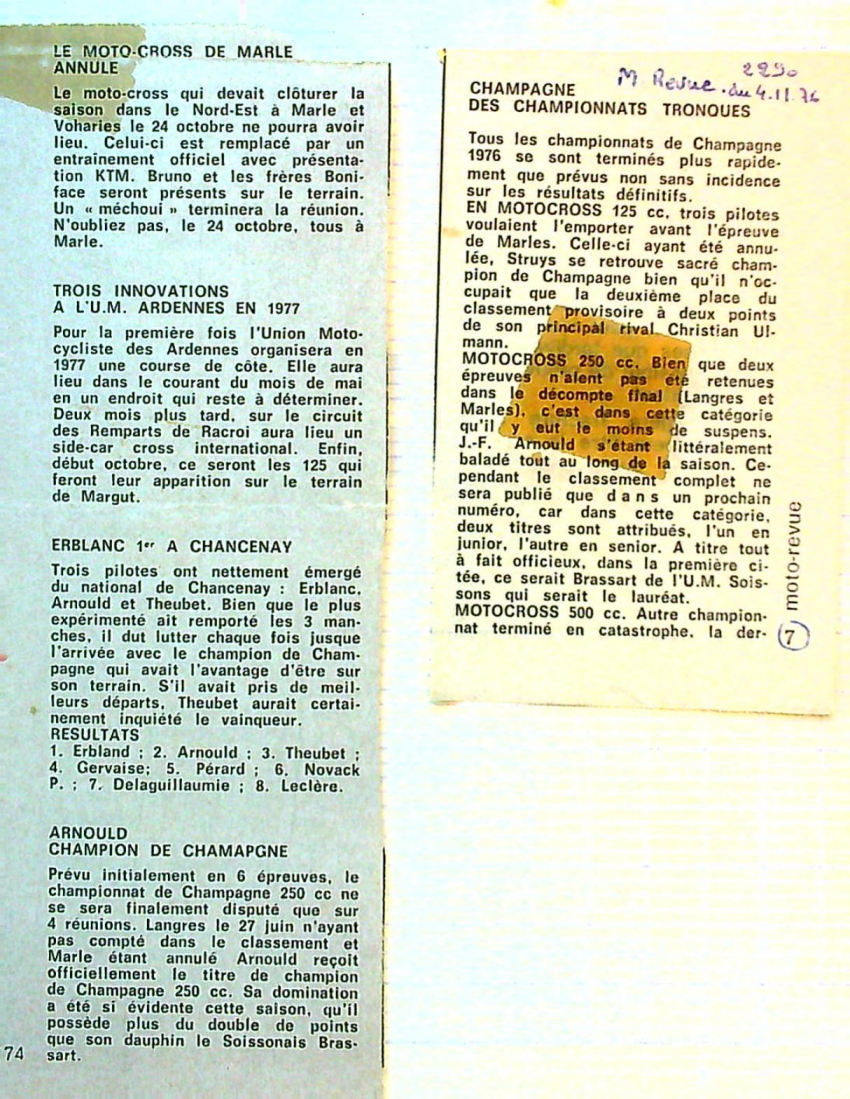 LE MOTO-CROSS DE MARLE
ANNULE
Le moto-cross qui devait clôturer la
saison dans le Nord-Est à Marle et
Voharies le 24 octobre ne pourra avoir
lieu. Celui-ci est remplacé par un
entraînement officiel avec présenta-
tion KTM. Bruno et les frères Boni-
face seront présents sur le terrain.
Un « méchoui » terminera la réunion.
N'oubliez pas, le 24 octobre, tous à
Marle.
TROIS INNOVATIONS
A L'U.M. ARDENNES EN 1977
Pour la première fois l'Union Moto-
cycliste des Ardennes organisera en
1977 une course de côte. Elle aura
lieu dans le courant du mois de mai
en un endroit qui reste à déterminer.
Deux mois plus tard, sur le circuit
des Remparts de Racroi aura lieu un
side-car cross international. Enfin,
début octobre, ce seront les 125 qui
feront leur apparition sur le terrain
de Margut.
ERBLANC 1er A CHANCENAY
Trois pilotes ont nettement émergé
du national de Chancenay : Erblanc,
Arnould et Theubet. Bien que le plus
expérimenté ait remporté les 3 man-
ches, il dut lutter chaque fois jusque
l'arrivée avec le champion de Cham-
pagne qui avait l'avantage d'être sur
son terrain. S'il avait pris de meil-
leurs départs, Theubet aurait certai-
nement inquiété le vainqueur.
RESULTATS
1. Erbland ; 2. Arnould ; 3. Theubet ;
4. Gervaise; 5. Pérard ; 6. Novack
P. ; 7. Delaguillaumie ; 8. Leclère.
ARNOULD
CHAMPION DE CHAMAPGNE
Prévu initialement en 6 épreuves, le
championnat de Champagne 250 cc ne
se sera finalement disputé que sur
4 réunions. Langres le 27 juin n'ayant
pas compté dans le classement et
Marle étant annulé Arnould reçoit
officiellement le titre de champion
de Champagne 250 cc. Sa domination
a été si évidente cette saison, qu'il
possède plus du double de points
que son dauphin le Soissonais Bras-
sart.
74
M Revue 2290
du 4.11.76
CHAMPAGNE
DES CHAMPIONNATS TRONQUES
Tous les championnats de Champagne
1976 se sont terminés plus rapide-
ment que prévus non sans incidence
sur les résultats définitifs.
EN MOTOCROSS 125 cc, trois pilotes
voulaient l'emporter avant l'épreuve
de Marles. Celle-ci ayant été annu-
lée, Struys se retrouve sacré cham-
pion de Champagne bien qu'il n'oc-
cupait que la deuxième place du
classement provisoire à deux points
de son principal rival Christian Ul-
mann.
MOTOCROSS 250 cc. Bien que deux
épreuves n'aient pas été retenues
dans le décompte final (Langres et
Marles), c'est dans cette catégorie
qu'il y eut le moins de suspens.
J.-F. Arnould s'étant littéralement
baladé tout au long de la saison. Ce-
pendant le classement complet ne
sera publié que dans un prochain
numéro, car dans cette catégorie,
deux titres sont attribués, l'un en
junior, l'autre en senior. A titre tout
à fait officieux, dans la première ci-
tée, ce serait Brassart de l'U.M. Sois-
sons qui serait le lauréat.
MOTOCROSS 500 cc. Autre champion-
nat terminé en catastrophe, la der-
moto-revue
7